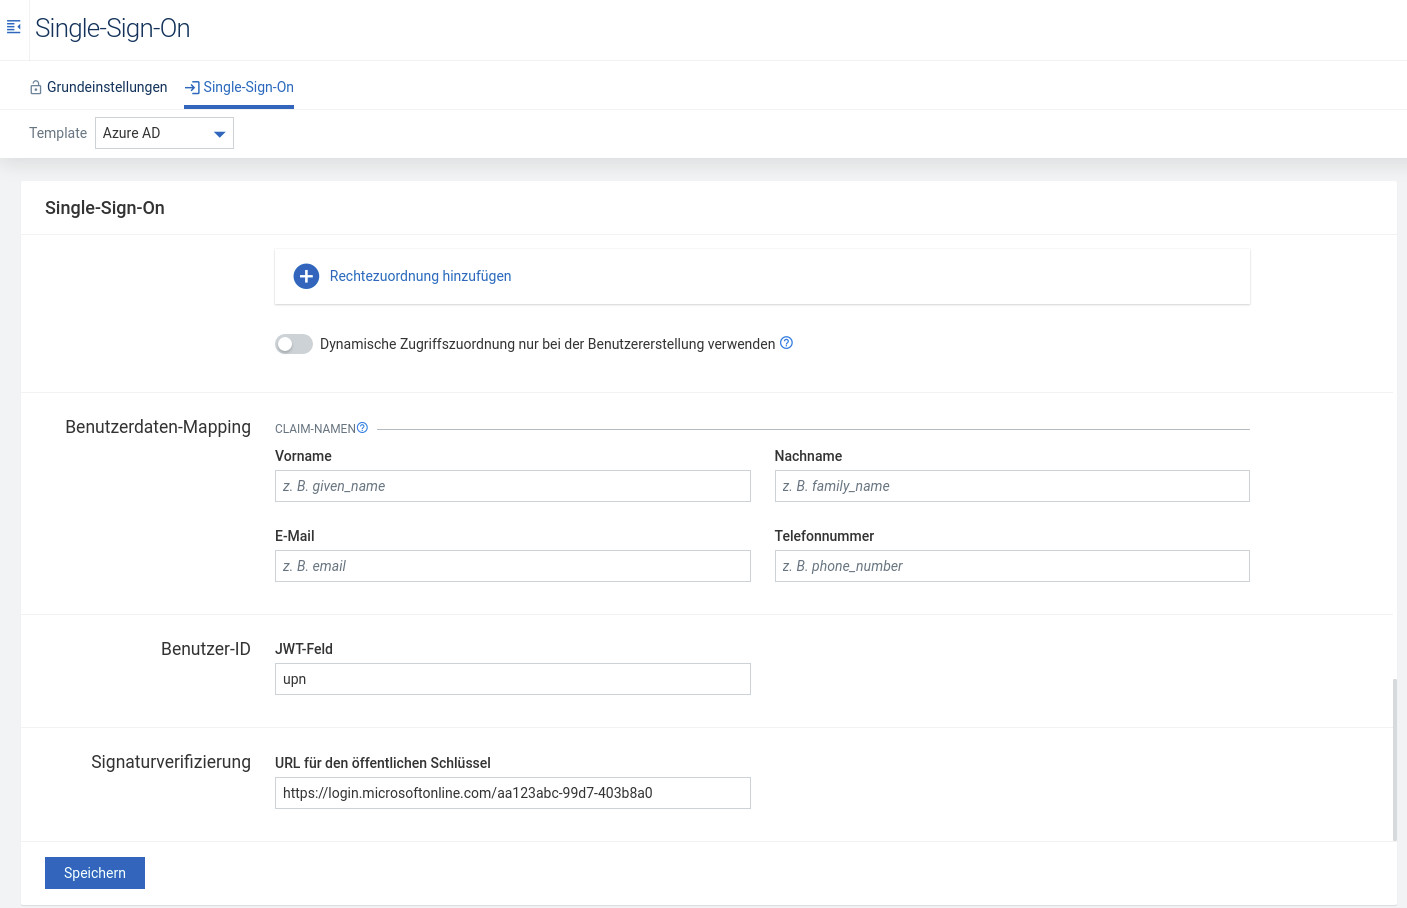 Single-Sign-On
Grundeinstellungen Single-Sign-On
Template Azure AD
Single-Sign-On
Rechtezuordnung hinzufügen
Dynamische Zugriffszuordnung nur bei der Benutzererstellung verwenden
Benutzerdaten-Mapping
CLAIM-NAMEN
Vorname Nachname
z. B. given_name z. B. family_name
E-Mail Telefonnummer
z. B. email z. B. phone_number
Benutzer-ID
JWT-Feld
upn
Signaturverifizierung
URL für den öffentlichen Schlüssel
https://login.microsoftonline.com/aa123abc-99d7-403b8a0
Speichern